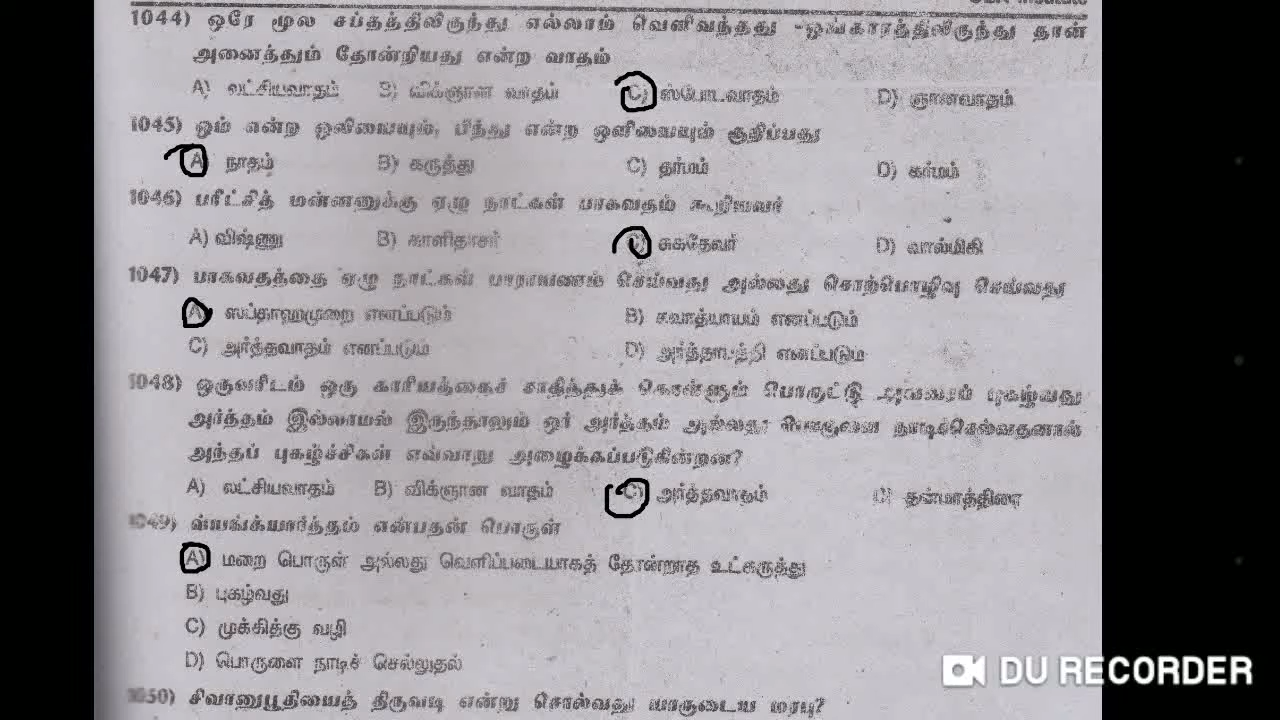 1044) ஒரே மூல சப்தத்திலிருந்து எல்லாம் வெளிவந்தது -ஓங்காரத்திலிருந்து தான்
அனைத்தும் தோன்றியது என்ற வாதம்
A) லட்சியவாதம் B) விக்ஞான வாதம் C) ஸ்போடவாதம் D) ஞானவாதம்
1045) ஓம் என்ற ஒலியையும், பிந்து என்ற ஒளியையும் குறிப்பது
A) நாதம் B) கருத்து C) தர்மம் D) கர்மம்
1046) பரீட்சித் மன்னனுக்கு ஏழு நாட்கள் பாகவதம் கூறியவர்
A) விஷ்ணு B) காளிதாசர் C) சுகதேவர் D) வால்மிகி
1047) பாகவதத்தை ஏழு நாட்கள் பாராயணம் செய்வது அல்லது சொற்பொழிவு செய்வது
A) ஸப்தாஹமுறை எனப்படும் B) சுவாத்யாயம் எனப்படும்
C) அர்த்தவாதம் எனப்படும் D) அர்த்தாபத்தி எனப்படும்
1048) ஒருவரிடம் ஒரு காரியத்தைச் சாதித்துக் கொள்ளும் பொருட்டு அவரைம் புகழ்வது
அர்த்தம் இல்லாமல் இருந்தாலும் ஓர் அர்த்தம் அல்லது பொருளை நாடிச்செல்வதனால்
அந்தப் புகழ்ச்சிகள் எவ்வாறு அழைக்கப்படுகின்றன?
A) லட்சியவாதம் B) விக்ஞான வாதம் C) அர்த்தவாதம் D) தன்மாத்திரை
1049) வ்யங்க்யார்த்தம் என்பதன் பொருள்
A) மறை பொருள் அல்லது வெளிப்படையாகத் தோன்றாத உட்கருத்து
B) புகழ்வது
C) முக்கித்கு வழி
D) பொருளை நாடிச் செல்லுதல்
1050) சிவானுபூதியைத் திருவடி என்று சொல்வது யாருடைய மரபு?
DU RECORDER